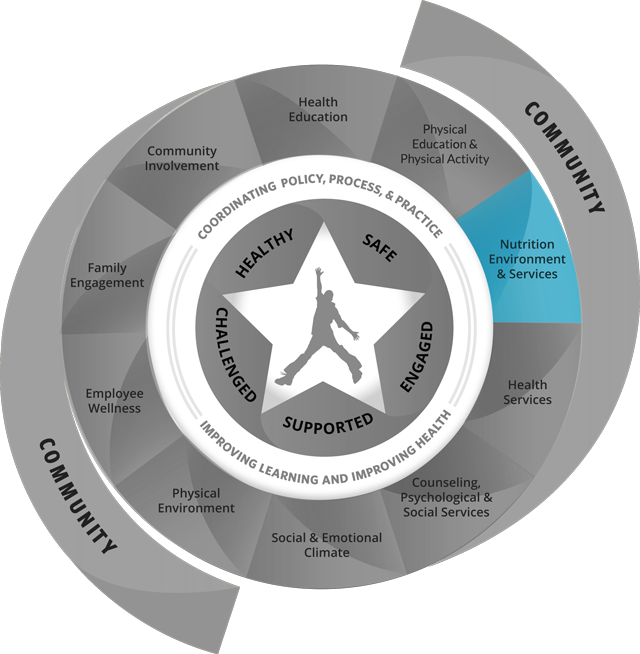 COMMUNITY
Health
Education
Physical
Education &
Physical Activity
Nutrition
Environment
& Services
Health
Services
Counseling,
Psychological &
Social Services
Social & Emotional
Climate
Physical
Environment
Employee
Wellness
Family
Engagement
Community
Involvement
COORDINATING POLICY, PROCESS, & PRACTICE
IMPROVING LEARNING AND IMPROVING HEALTH
HEALTHY
SAFE
ENGAGED
SUPPORTED
CHALLENGED
COMMUNITY